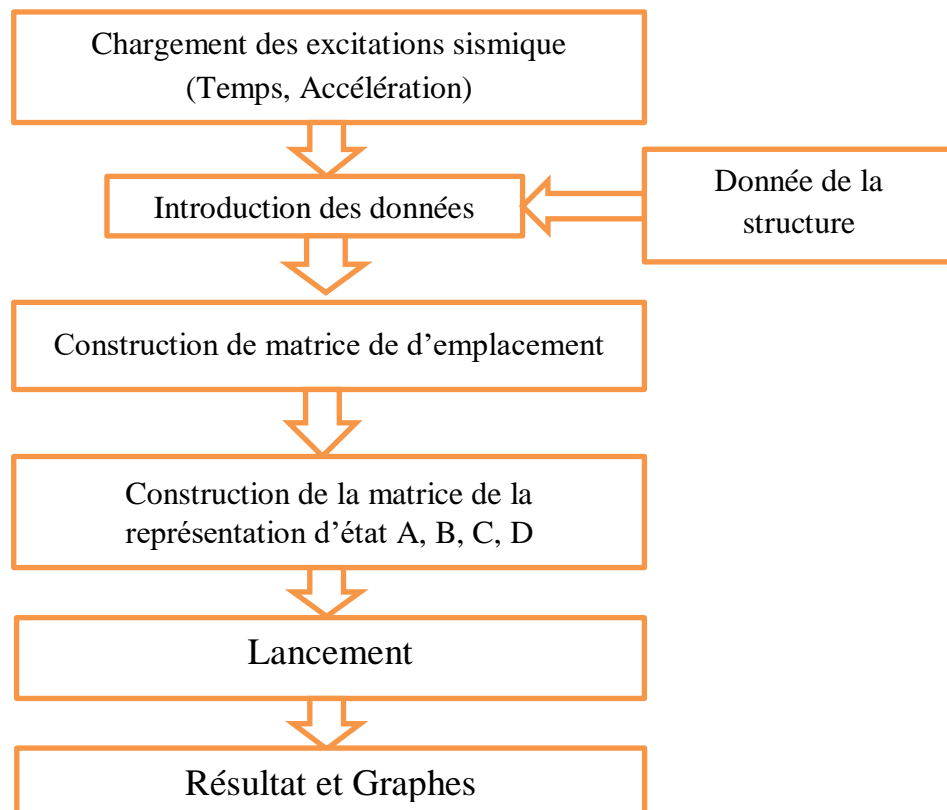 Chargement des excitations sismique
(Temps, Accélération)
Introduction des données
Donnée de la
structure
Construction de matrice de d’emplacement
Construction de la matrice de la
représentation d’état A, B, C, D
Lancement
Résultat et Graphes